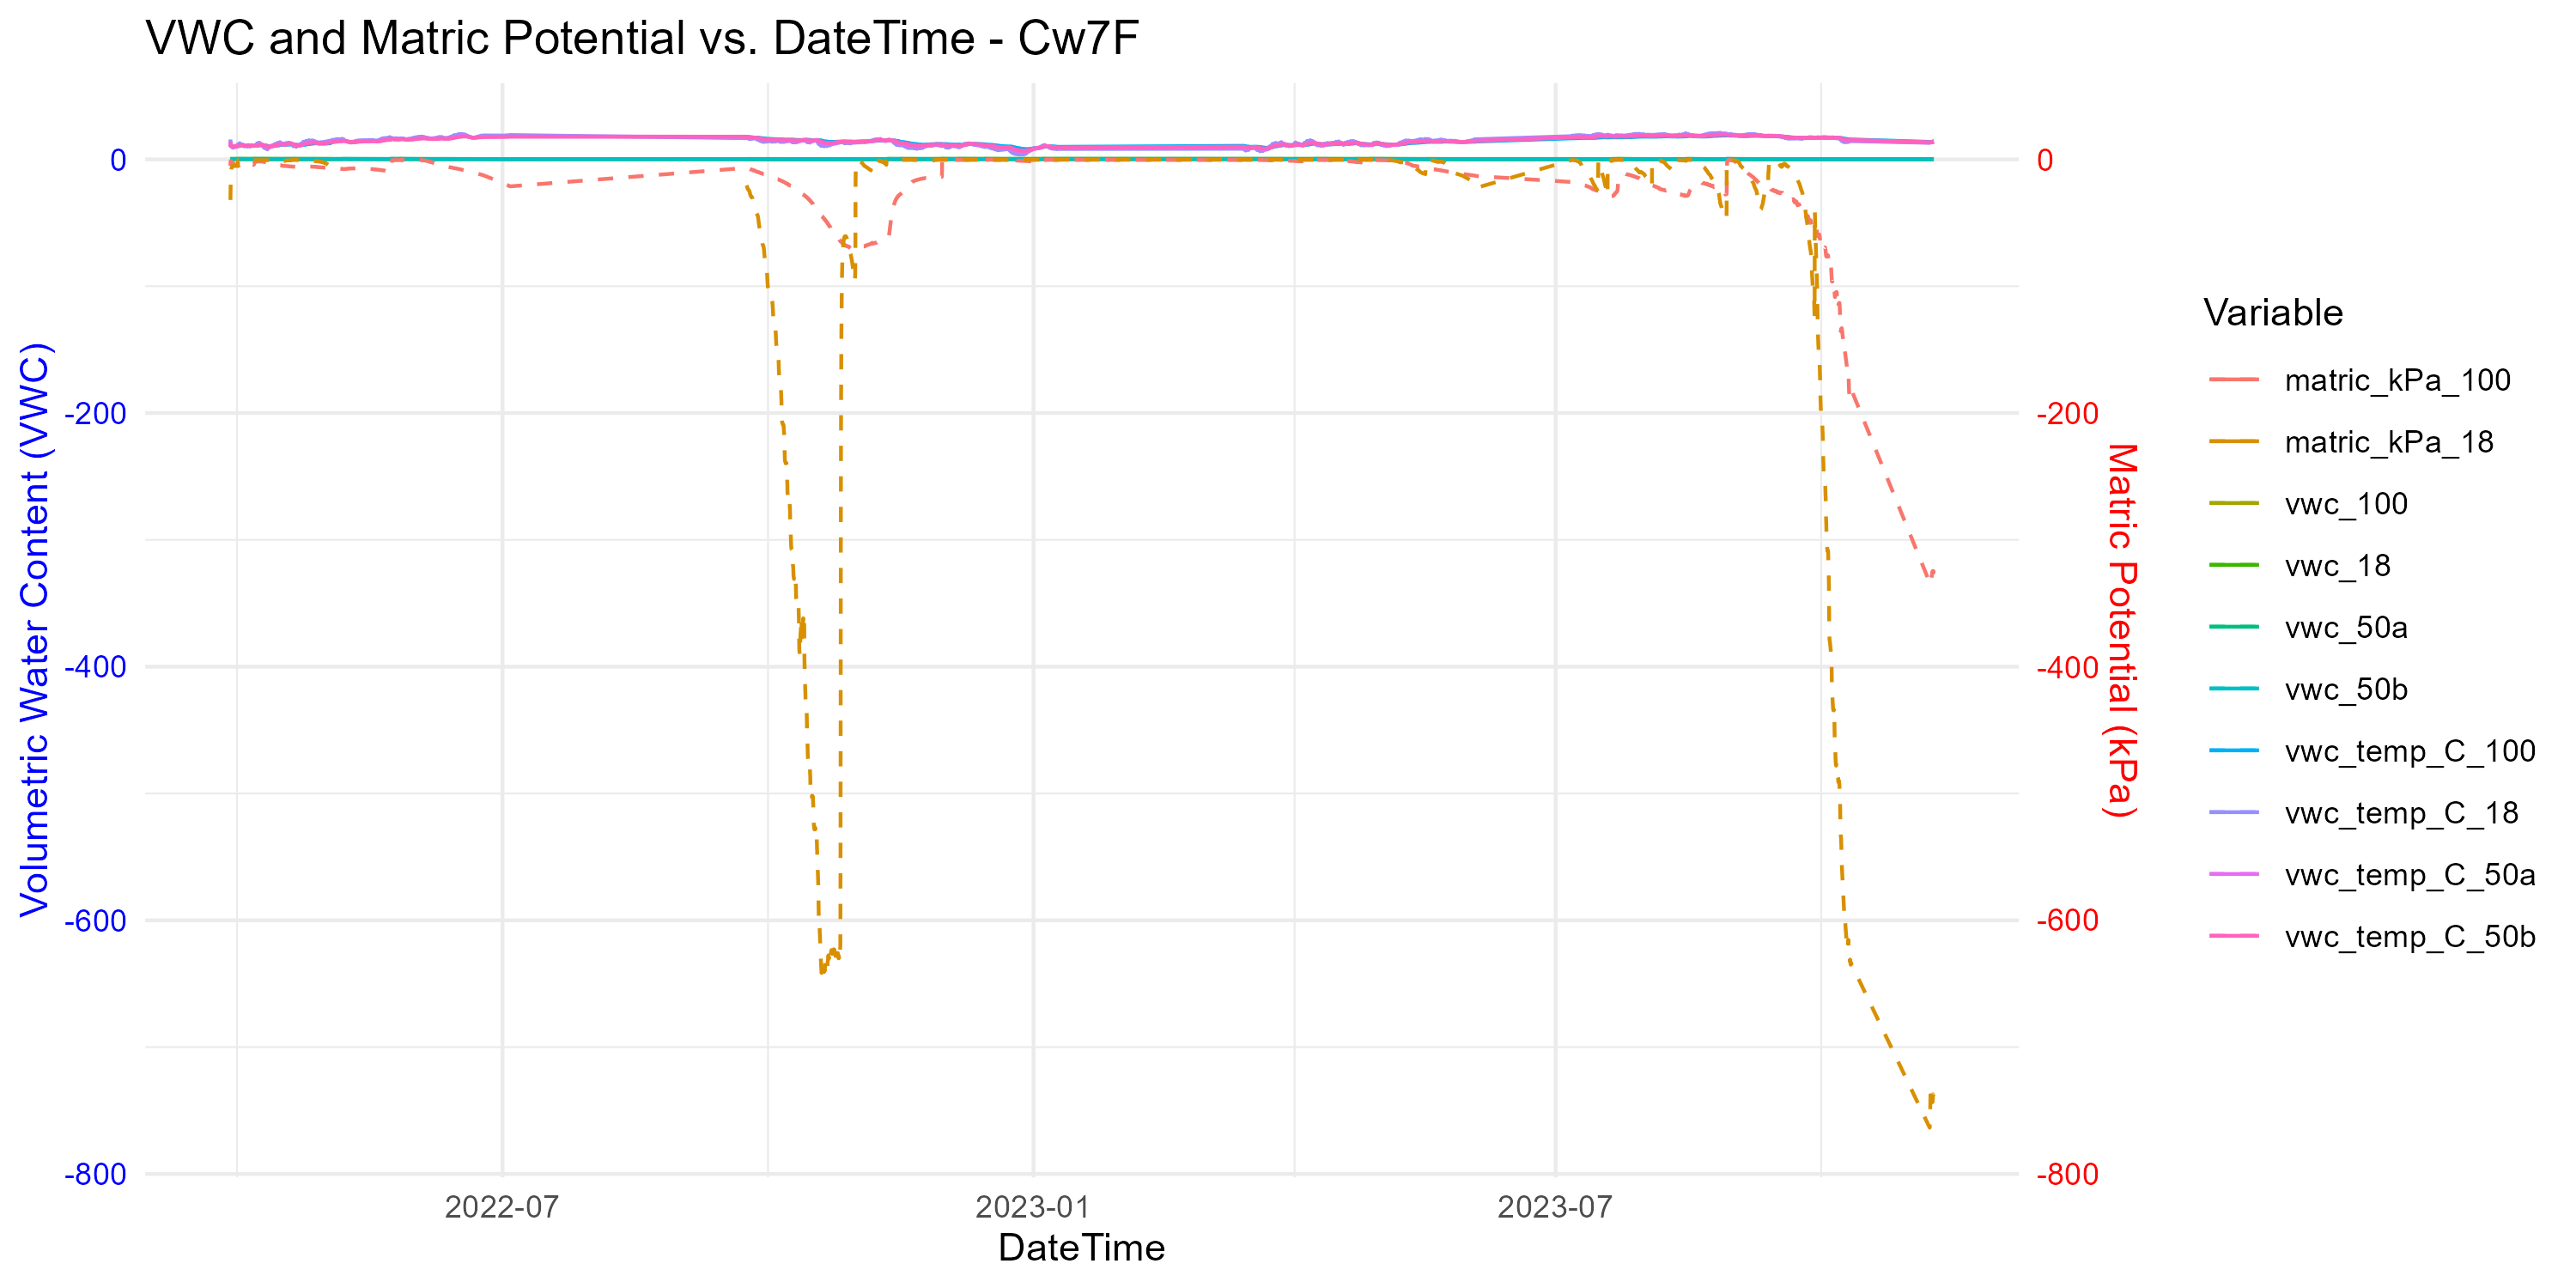 VWC and Matric Potential vs. DateTime - Cw7F
Volumetric Water Content (VWC)
0
-200
-400
-600
-800
0
-200
-400
-600
-800
Matric Potential (kPa)
2022-07
2023-01
2023-07
DateTime
Variable
matric_kPa_100
matric_kPa_18
vwc_100
vwc_18
vwc_50a
vwc_50b
vwc_temp_C_100
vwc_temp_C_18
vwc_temp_C_50a
vwc_temp_C_50b